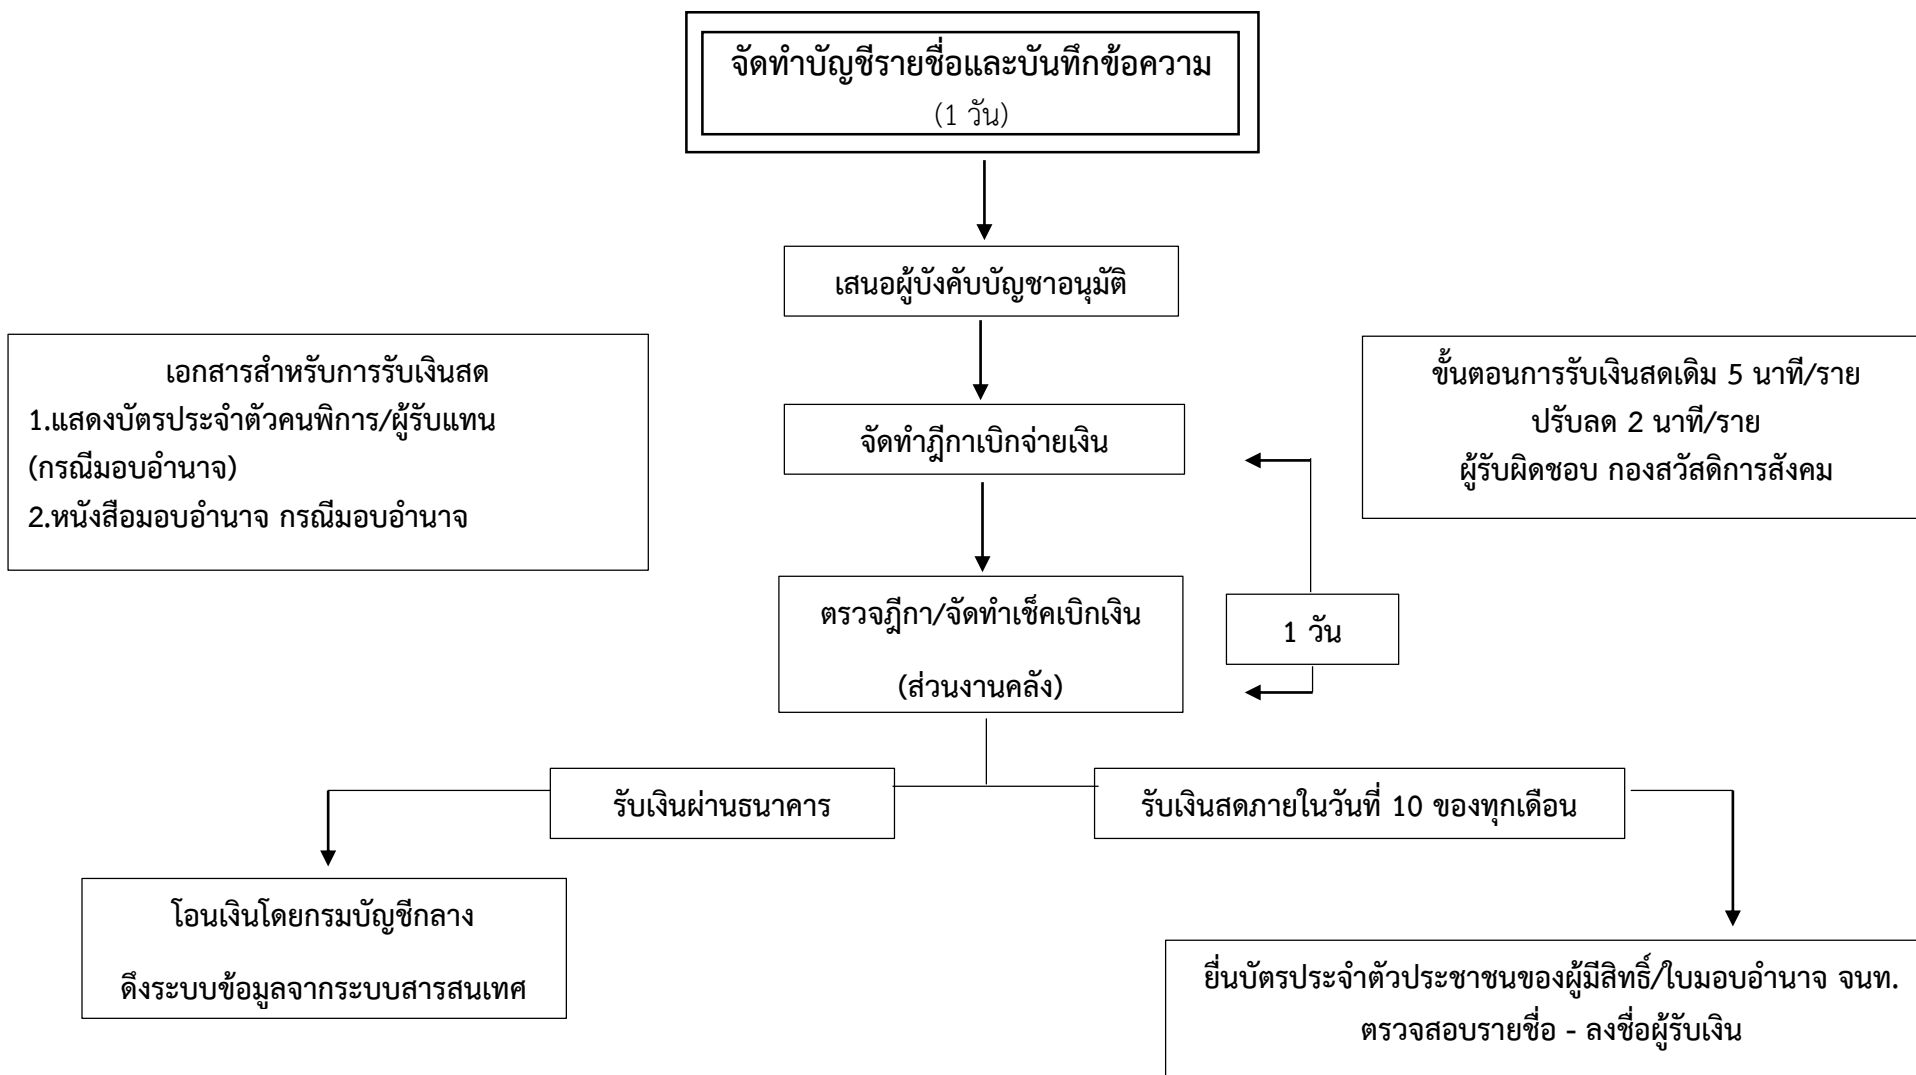 จัดทำบัญชีรายชื่อและบันทึกข้อความ
(1 วัน)
เสนอผู้บังคับบัญชาอนุมัติ
เอกสารสำหรับการรับเงินสด
1.แสดงบัตรประจำตัวคนพิการ/ผู้รับแทน
(กรณีมอบอำนาจ)
2.หนังสือมอบอำนาจ กรณีมอบอำนาจ
ขั้นตอนการรับเงินสดเดิม 5 นาที/ราย
ปรับลด 2 นาที/ราย
ผู้รับผิดชอบ กองสวัสดิการสังคม
จัดทำฎีกาเบิกจ่ายเงิน
ตรวจฎีกา/จัดทำเช็คเบิกเงิน
(ส่วนงานคลัง)
1 วัน
รับเงินผ่านธนาคาร
รับเงินสดภายในวันที่ 10 ของทุกเดือน
โอนเงินโดยกรมบัญชีกลาง
ดึงระบบข้อมูลจากระบบสารสนเทศ
ยื่นบัตรประจำตัวประชาชนของผู้มีสิทธิ์/ใบมอบอำนาจ จนท.
ตรวจสอบรายชื่อ - ลงชื่อผู้รับเงิน